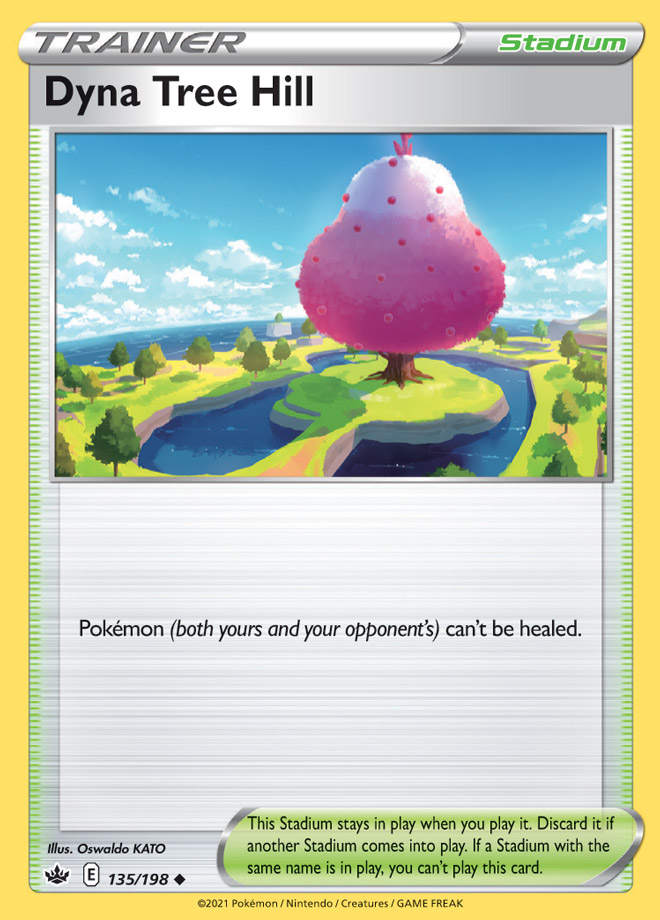 TRAINER Stadium
Dyna Tree Hill
Pokémon (both yours and your opponent's) can't be healed.
This Stadium stays in play when you play it. Discard it if
another Stadium comes into play. If a Stadium with the
same name is in play, you can't play this card.
Illus. Oswaldo KATO
E 135/198 ◆
©2021 Pokémon / Nintendo / Creatures / GAME FREAK